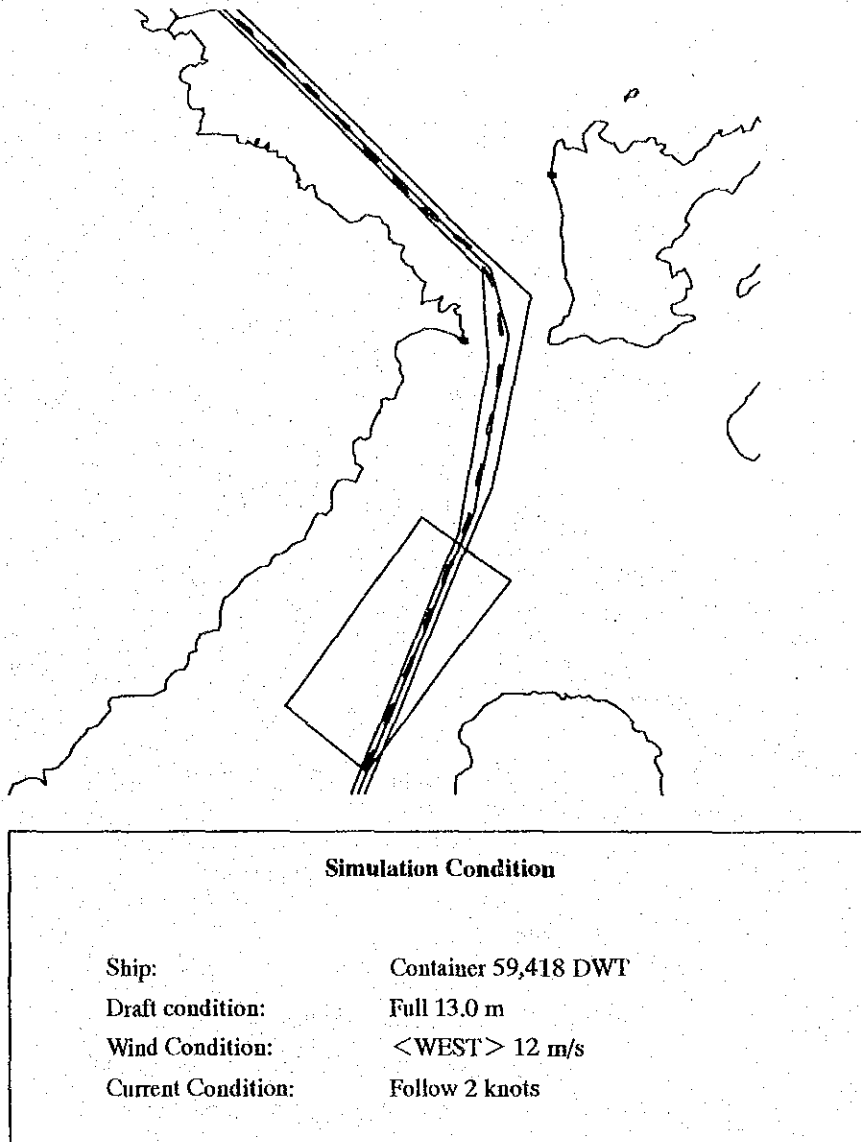 Simulation Condition
Ship: Container 59,418 DWT
Draft condition: Full 13.0 m
Wind Condition: <WEST> 12 m/s
Current Condition: Follow 2 knots